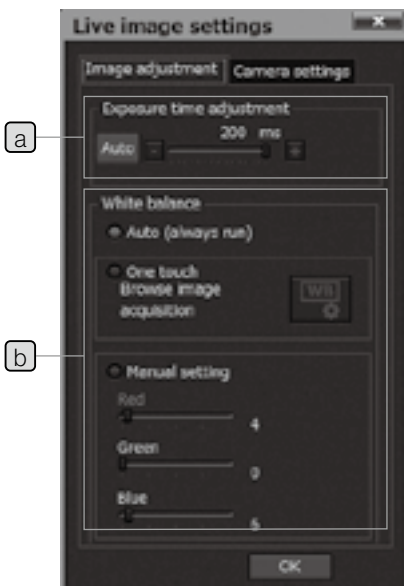 Live image settings
Image adjustment Camera settings
Exposure time adjustment
200 ms
Auto - +
a
White balance
Auto (always run)
One touch
Browse image
acquisition
WB
b
Manual setting
Red
4
Green
0
Blue
6
OK